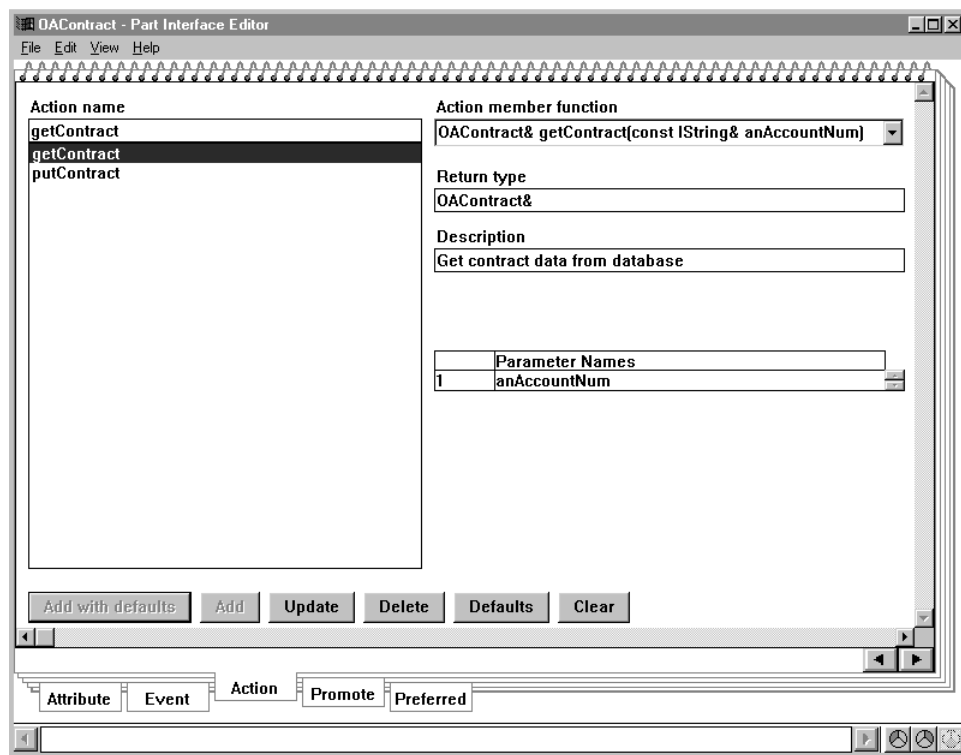 OAContract - Part Interface Editor
File Edit View Help
Action name
getContract
getContract
putContract
Action member function
OAContract& getContract(const IString& anAccountNum)
Return type
OAContract&
Description
Get contract data from database
Parameter Names
1 anAccountNum
Add with defaults Add Update Delete Defaults Clear
Attribute Event Action Promote Preferred